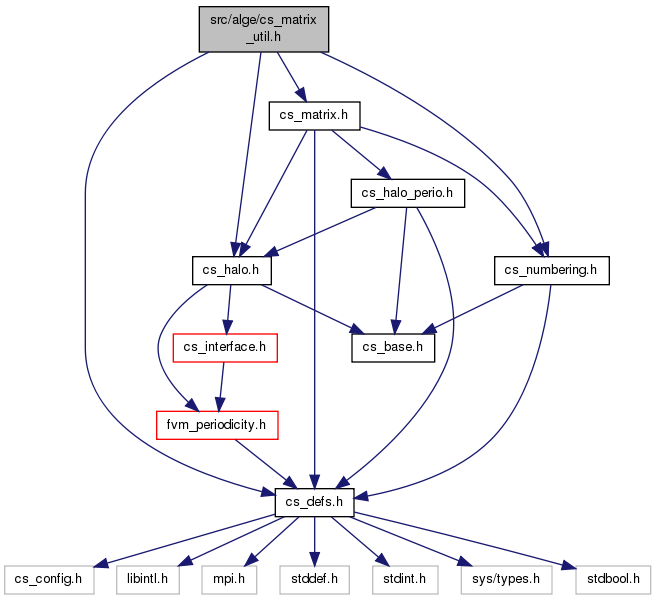 src/alge/cs_matrix
_util.h
cs_matrix.h
cs_halo_perio.h
cs_halo.h
cs_numbering.h
cs_interface.h
cs_base.h
fvm_periodicity.h
cs_defs.h
cs_config.h
libintl.h
mpi.h
stddef.h
stdint.h
sys/types.h
stdbool.h